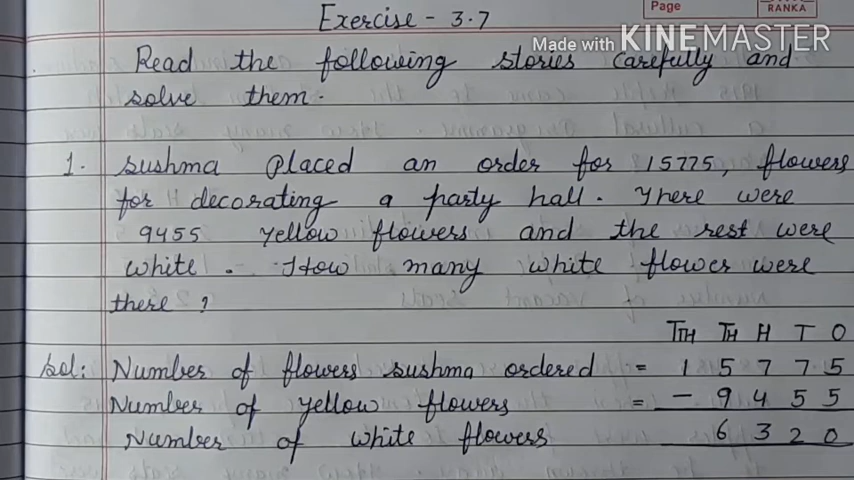 Page
RANKA
Exercise - 3.7
Made with KINEMASTER
Read the following stories carefully and
solve them.
1. Sushma placed an order for 15775, flowers
for decorating a party hall. There were
9455 yellow flowers and the rest were
white. How many white flower were
there ?
TTH TH H T O
Sol: Number of flowers sushma ordered = 1 5 7 7 5
Number of yellow flowers = - 9 4 5 5
Number of white flowers 6 3 2 0